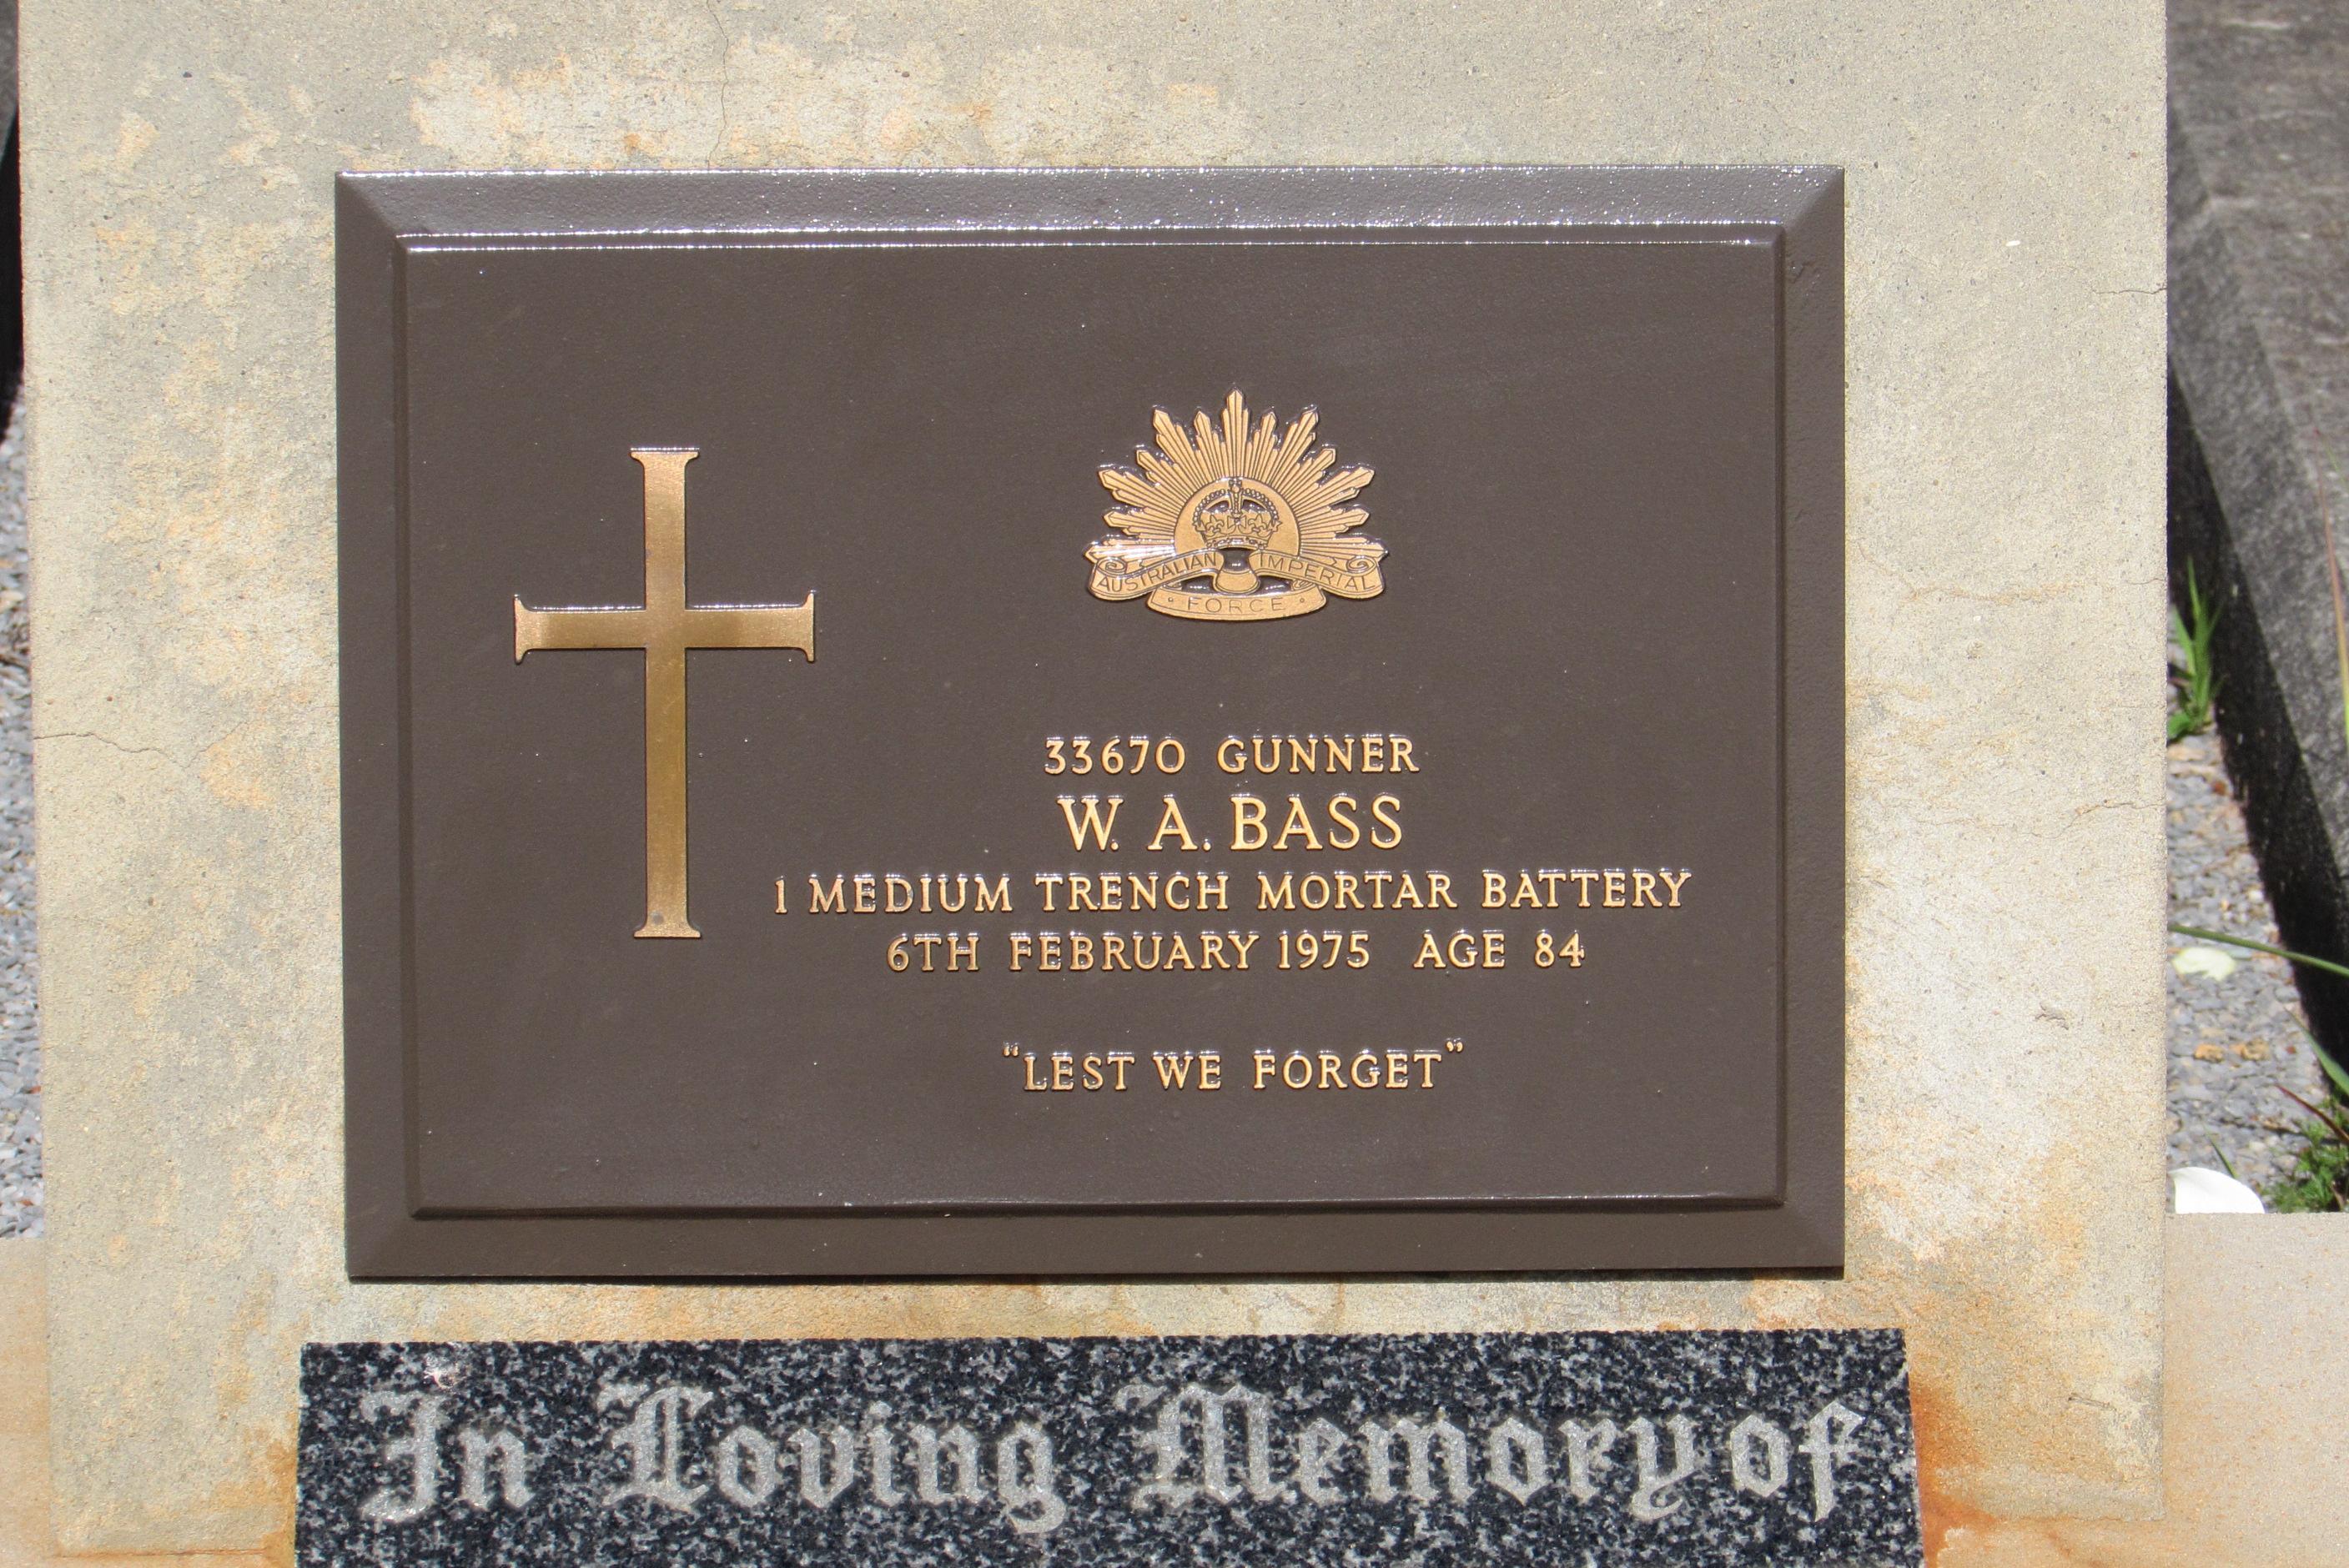 AUSTRALIAN IMPERIAL
FORCE
33670 GUNNER
W. A. BASS
1 MEDIUM TRENCH MORTAR BATTERY
6TH FEBRUARY 1975 AGE 84
"LEST WE FORGET"
In Loving Memory of